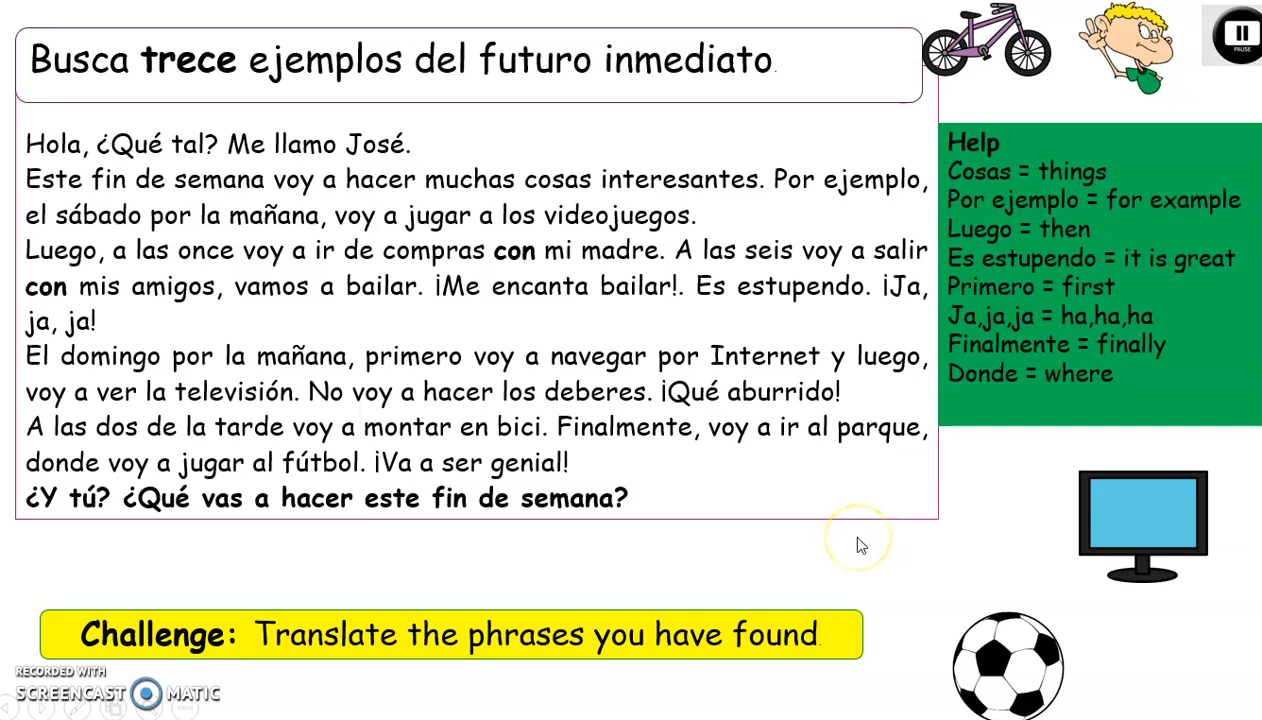 Busca trece ejemplos del futuro inmediato.
PAUSE
Hola, ¿Qué tal? Me llamo José.
Este fin de semana voy a hacer muchas cosas interesantes. Por ejemplo,
el sábado por la mañana, voy a jugar a los videojuegos.
Luego, a las once voy a ir de compras con mi madre. A las seis voy a salir
con mis amigos, vamos a bailar. ¡Me encanta bailar!. Es estupendo. ¡Ja,
ja, ja!
El domingo por la mañana, primero voy a navegar por Internet y luego,
voy a ver la televisión. No voy a hacer los deberes. ¡Qué aburrido!
A las dos de la tarde voy a montar en bici. Finalmente, voy a ir al parque,
donde voy a jugar al fútbol. ¡Va a ser genial!
¿Y tú? ¿Qué vas a hacer este fin de semana?
Help
Cosas = things
Por ejemplo = for example
Luego = then
Es estupendo = it is great
Primero = first
Ja,ja,ja = ha,ha,ha
Finalmente = finally
Donde = where
Challenge: Translate the phrases you have found.
RECORDED WITH
SCREENCAST MATIC